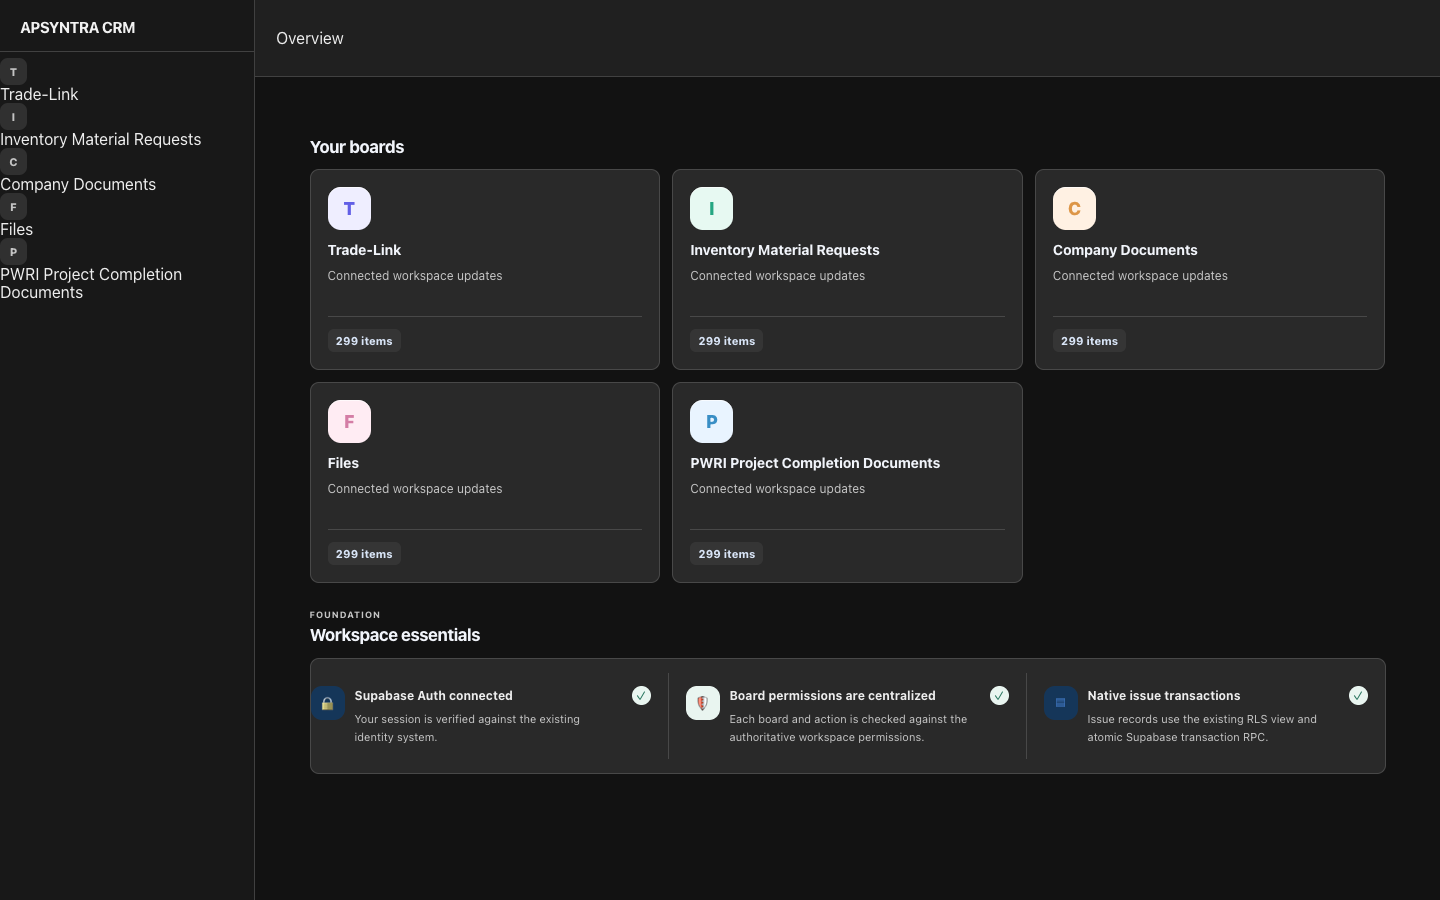 APSYNTRA CRM
T
Trade-Link
I
Inventory Material Requests
C
Company Documents
F
Files
P
PWRI Project Completion
Documents
Overview
Your boards
T
Trade-Link
Connected workspace updates
299 items
I
Inventory Material Requests
Connected workspace updates
299 items
C
Company Documents
Connected workspace updates
299 items
F
Files
Connected workspace updates
299 items
P
PWRI Project Completion Documents
Connected workspace updates
299 items
FOUNDATION
Workspace essentials
Supabase Auth connected
Your session is verified against the existing
identity system.
Board permissions are centralized
Each board and action is checked against the
authoritative workspace permissions.
Native issue transactions
Issue records use the existing RLS view and
atomic Supabase transaction RPC.